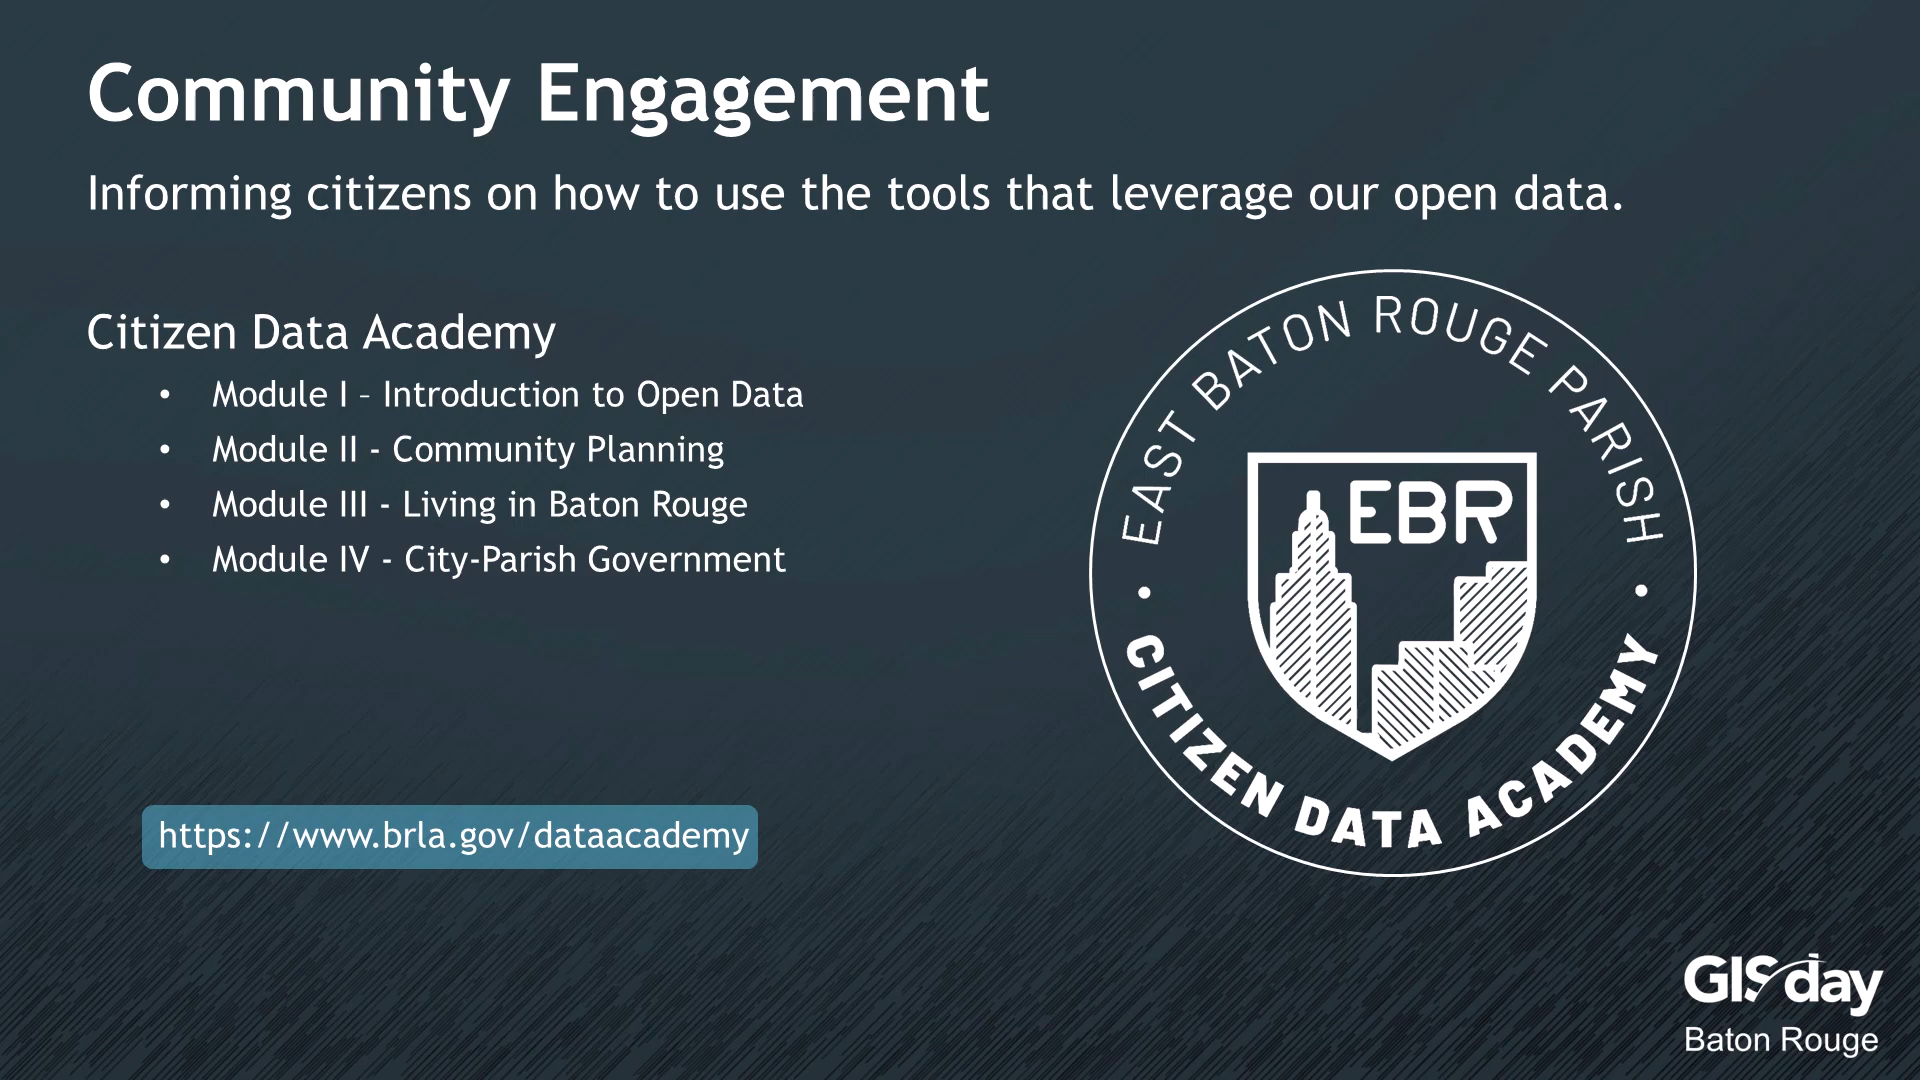 Community Engagement
Informing citizens on how to use the tools that leverage our open data.
Citizen Data Academy
• Module I – Introduction to Open Data
• Module II - Community Planning
• Module III - Living in Baton Rouge
• Module IV - City-Parish Government
https://www.brla.gov/dataacademy
• EAST BATON ROUGE PARISH •
EBR
CITIZEN DATA ACADEMY
GISday
Baton Rouge